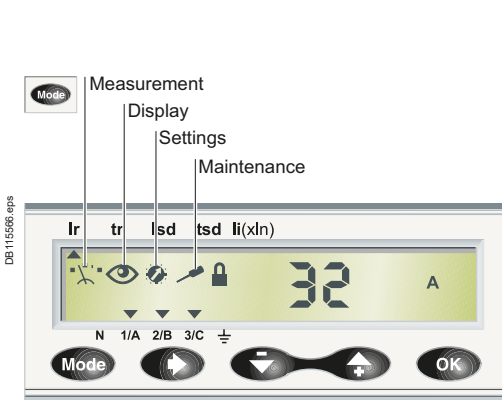 Mode
Measurement
Display
Settings
Maintenance
DB115566.eps
Ir tr Isd tsd Ii(xIn)
32 A
N 1/A 2/B 3/C
Mode OK